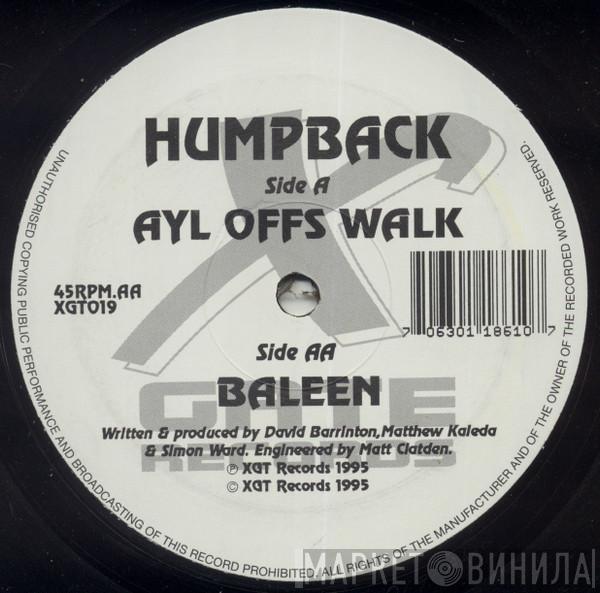 HUMPBACK
Side A
AYL OFFS WALK
45RPM.AA
XGT019
7 06301 18610 7
Side AA
BALEEN
X
GATE
RECORDS
Written & produced by David Barrinton, Matthew Kaleda
& Simon Ward. Engineered by Matt Clatden.
℗ XGT Records 1995
© XGT Records 1995
UNAUTHORISED COPYING PUBLIC PERFORMANCE AND BROADCASTING OF THIS RECORD PROHIBITED. ALL RIGHTS OF THE MANUFACTURER AND OF THE OWNER OF THE RECORDED WORK RESERVED.
МАРКЕТ ВИНИЛА